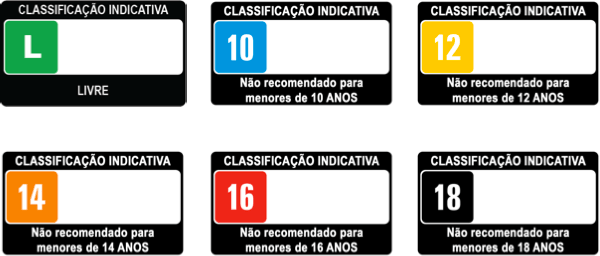 CLASSIFICAÇÃO INDICATIVA
L
LIVRE
CLASSIFICAÇÃO INDICATIVA
10
Não recomendado para
menores de 10 ANOS
CLASSIFICAÇÃO INDICATIVA
12
Não recomendado para
menores de 12 ANOS
CLASSIFICAÇÃO INDICATIVA
14
Não recomendado para
menores de 14 ANOS
CLASSIFICAÇÃO INDICATIVA
16
Não recomendado para
menores de 16 ANOS
CLASSIFICAÇÃO INDICATIVA
18
Não recomendado para
menores de 18 ANOS